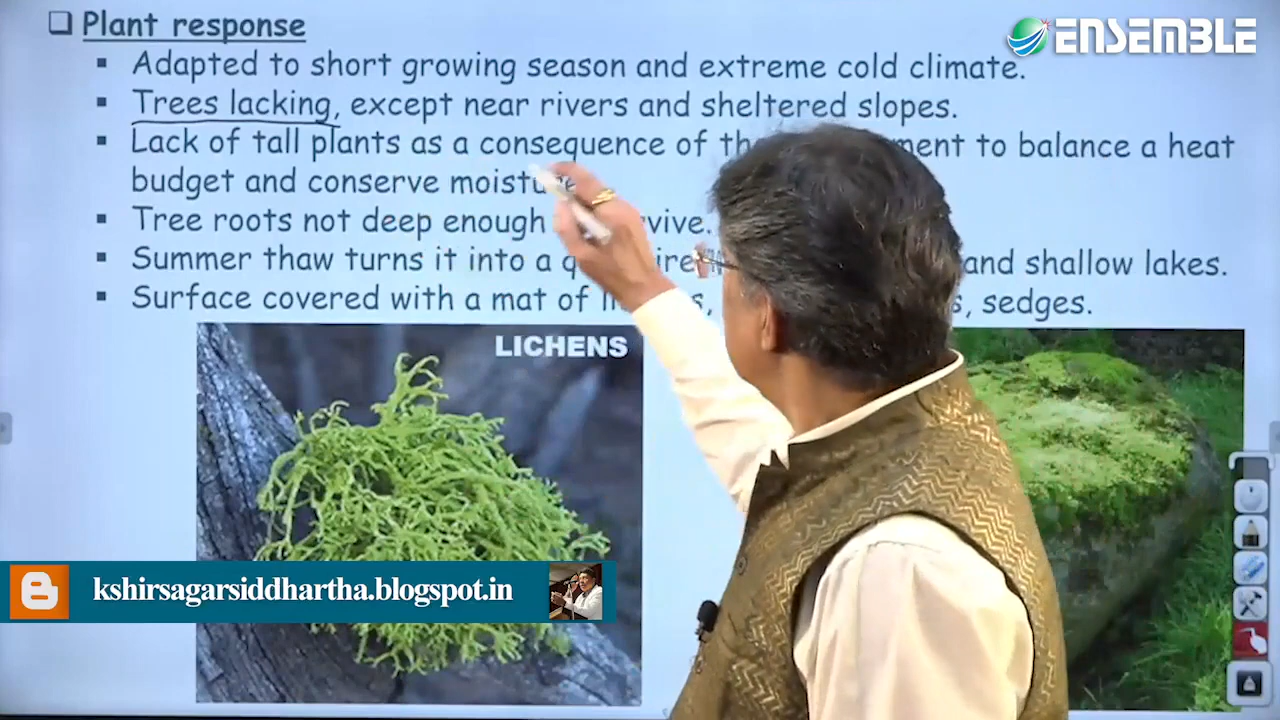 Plant response
ENSEMBLE
Adapted to short growing season and extreme cold climate.
Trees lacking, except near rivers and sheltered slopes.
Lack of tall plants as a consequence of ment to balance a heat
budget and conserve moisture
Tree roots not deep enough vive.
Summer thaw turns it into a and shallow lakes.
Surface covered with a mat of sedges.
LICHENS
kshirsagarsiddhartha.blogspot.in